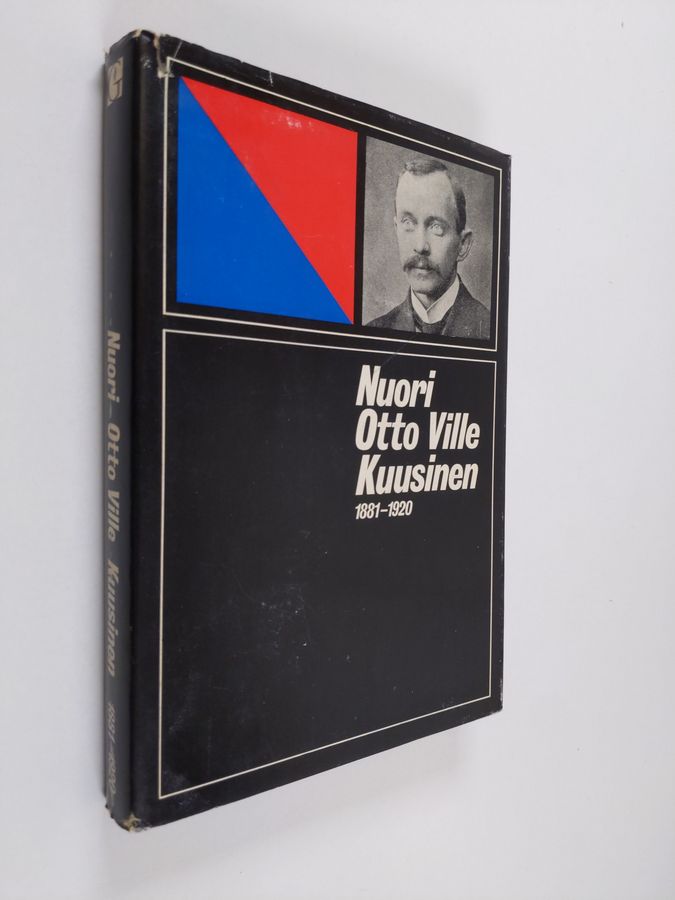 Nuori
Otto Ville
Kuusinen
1881–1920
Nuori Otto Ville Kuusinen 1881–1920